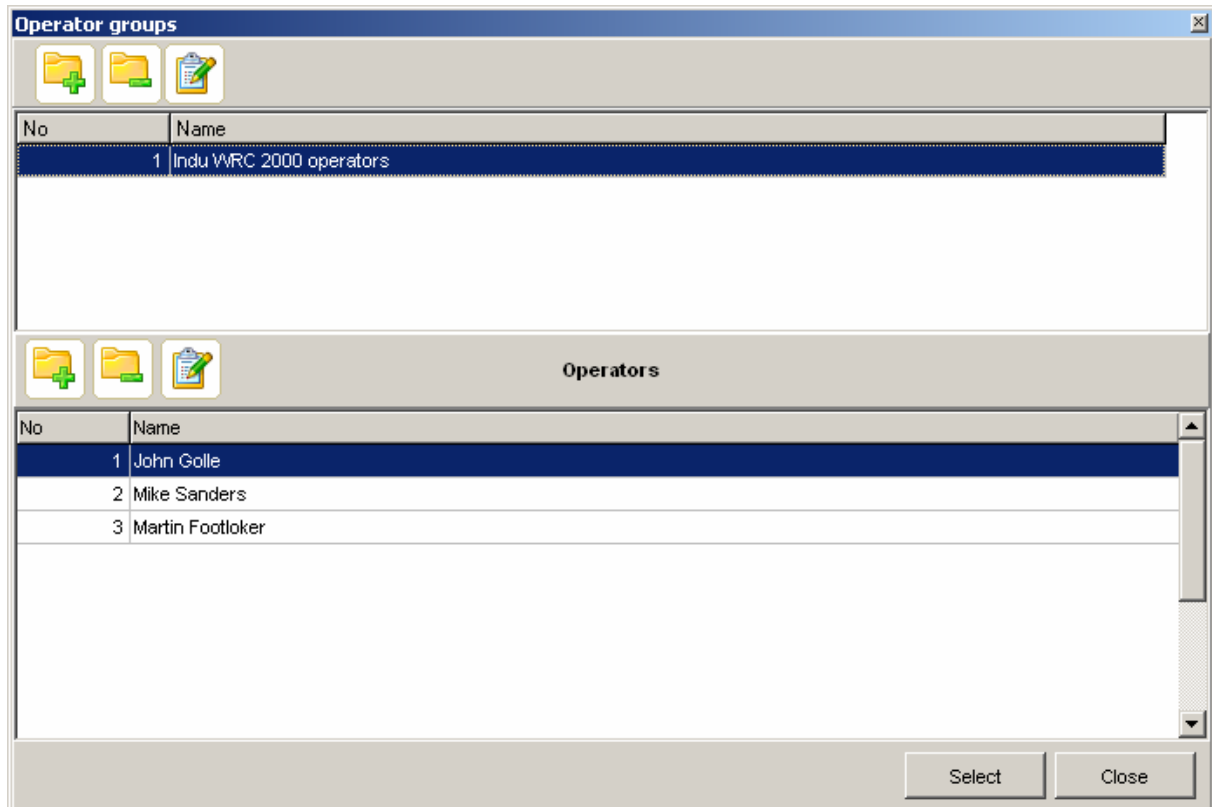 Operator groups
No Name
1 Indu WRC 2000 operators
Operators
No Name
1 John Golle
2 Mike Sanders
3 Martin Footloker
Select Close